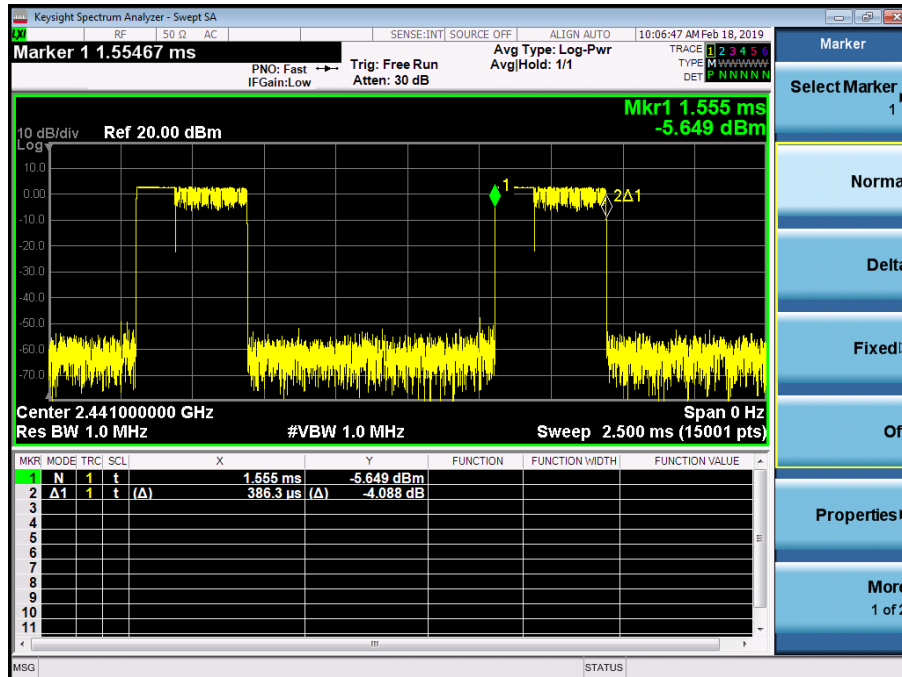 Keysight Spectrum Analyzer - Swept SA
LXI RF 50 Ω AC SENSE:INT SOURCE OFF ALIGN AUTO 10:06:47 AM Feb 18, 2019
Marker 1 1.55467 ms
PNO: Fast
IFGain:Low
Trig: Free Run
Atten: 30 dB
Avg Type: Log-Pwr
Avg|Hold: 1/1
TRACE 1 2 3 4 5 6
TYPE M WWWWW
DET P N N N N N
Mkr1 1.555 ms
-5.649 dBm
10 dB/div Ref 20.00 dBm
Log
10.0
0.00
-10.0
-20.0
-30.0
-40.0
-50.0
-60.0
-70.0
1
2Δ1
Center 2.441000000 GHz Span 0 Hz
Res BW 1.0 MHz #VBW 1.0 MHz Sweep 2.500 ms (15001 pts)
MKR MODE TRC SCL X Y FUNCTION FUNCTION WIDTH FUNCTION VALUE
1 N 1 t 1.555 ms -5.649 dBm
2 Δ1 1 t (Δ) 386.3 µs (Δ) -4.088 dB
3
4
5
6
7
8
9
10
11
MSG STATUS
Marker
Select Marker
1
Norma
Delta
Fixed
Of
Properties
More
1 of 2